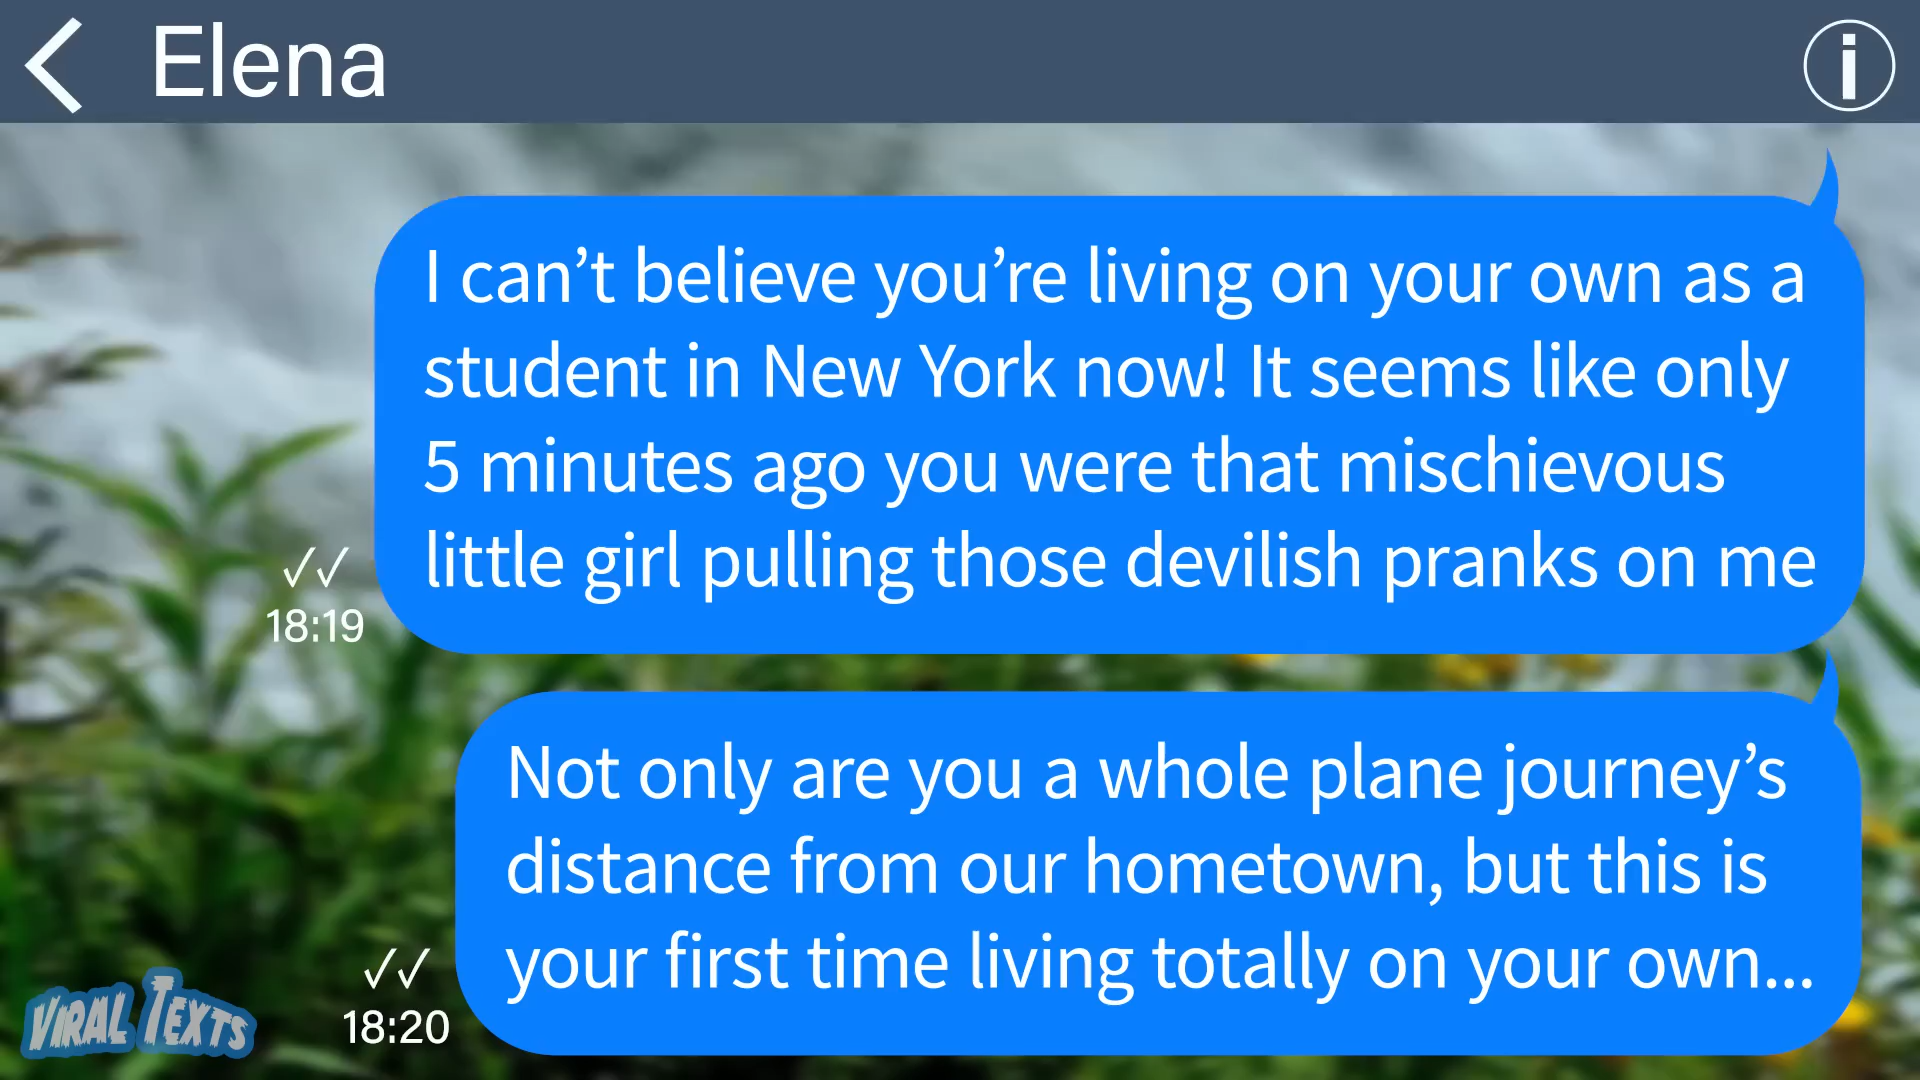 Elena
I can’t believe you’re living on your own as a
student in New York now! It seems like only
5 minutes ago you were that mischievous
little girl pulling those devilish pranks on me
18:19
Not only are you a whole plane journey’s
distance from our hometown, but this is
your first time living totally on your own...
18:20
VIRAL TEXTS